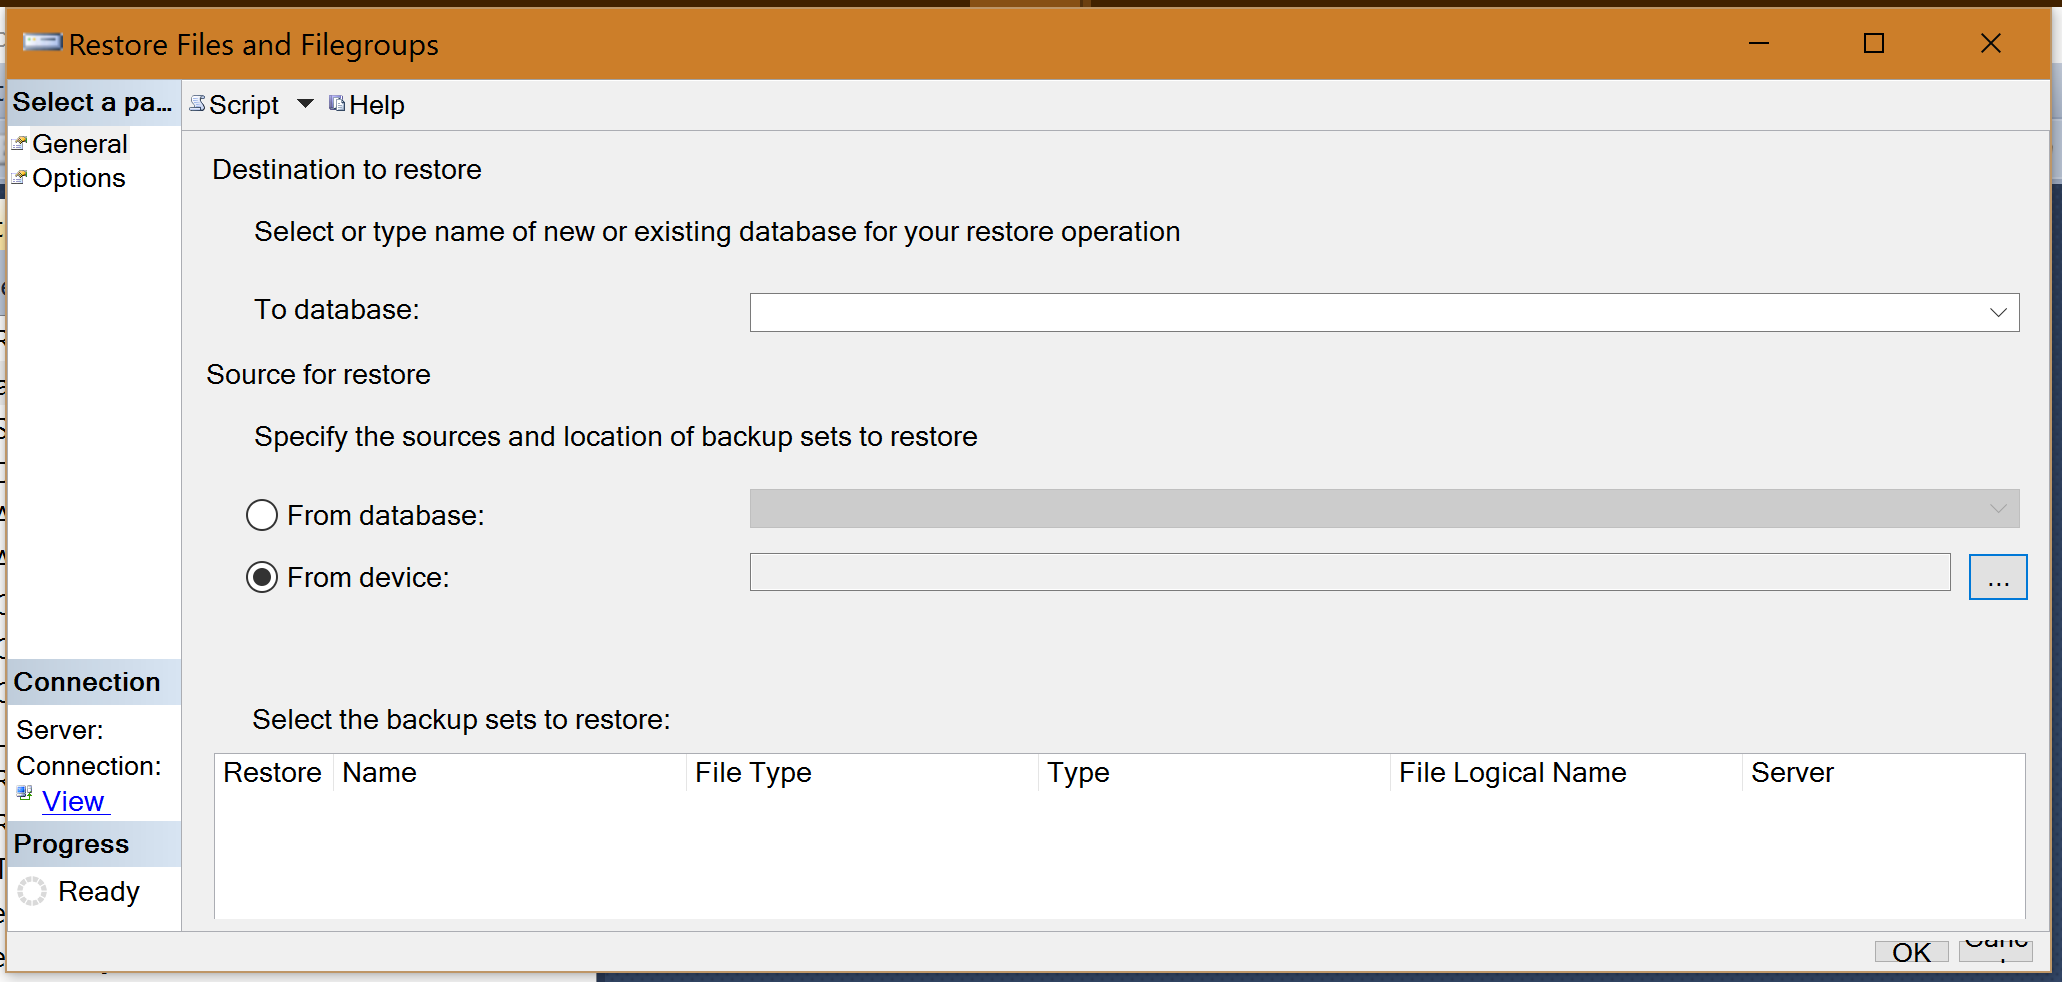 Restore Files and Filegroups
Select a pa...
Script Help
General
Options
Destination to restore
Select or type name of new or existing database for your restore operation
To database:
Source for restore
Specify the sources and location of backup sets to restore
From database:
From device:
...
Connection
Server:
Connection:
View
Progress
Ready
Select the backup sets to restore:
Restore Name File Type Type File Logical Name Server
OK